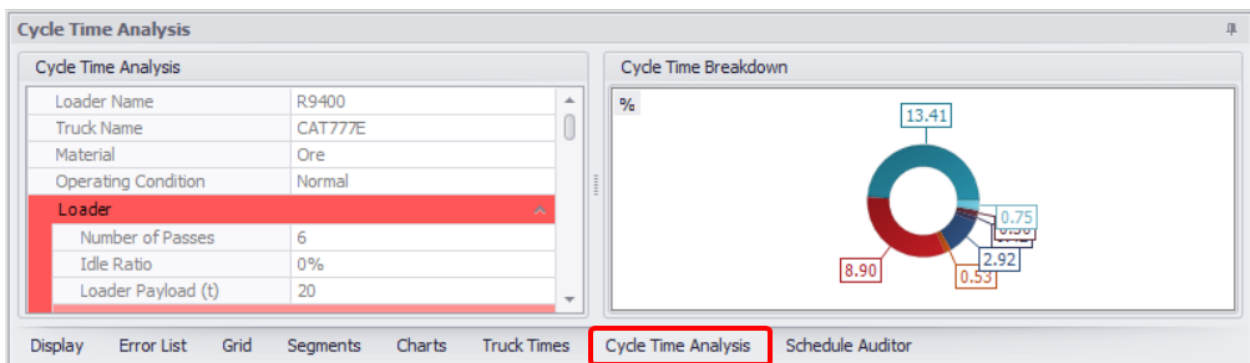 Cycle Time Analysis
Cycle Time Analysis
Loader Name R9400
Truck Name CAT777E
Material Ore
Operating Condition Normal
Loader
Number of Passes 6
Idle Ratio 0%
Loader Payload (t) 20
Cycle Time Breakdown
%
13.41
0.75
2.92
0.53
8.90
Display Error List Grid Segments Charts Truck Times Cycle Time Analysis Schedule Auditor